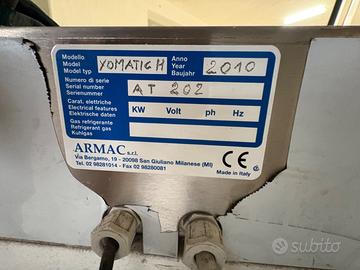 Modello
Model
Model typ
YOMATIC H
Anno
Year
Baujahr
2010
Numero di serie
Serial number
Seriennummer
AT 202
Caratt. elettriche
Electrical features
Elektrische daten
KW Volt ph Hz
Gas refrigerante
Refrigerant gas
Kuhlgas
ARMAC s.r.l.
Via Bergamo, 19 - 20098 San Giuliano Milanese (MI)
Tel. 02 98281014 - Fax 02 98280081
CE
Made in Italy
subito